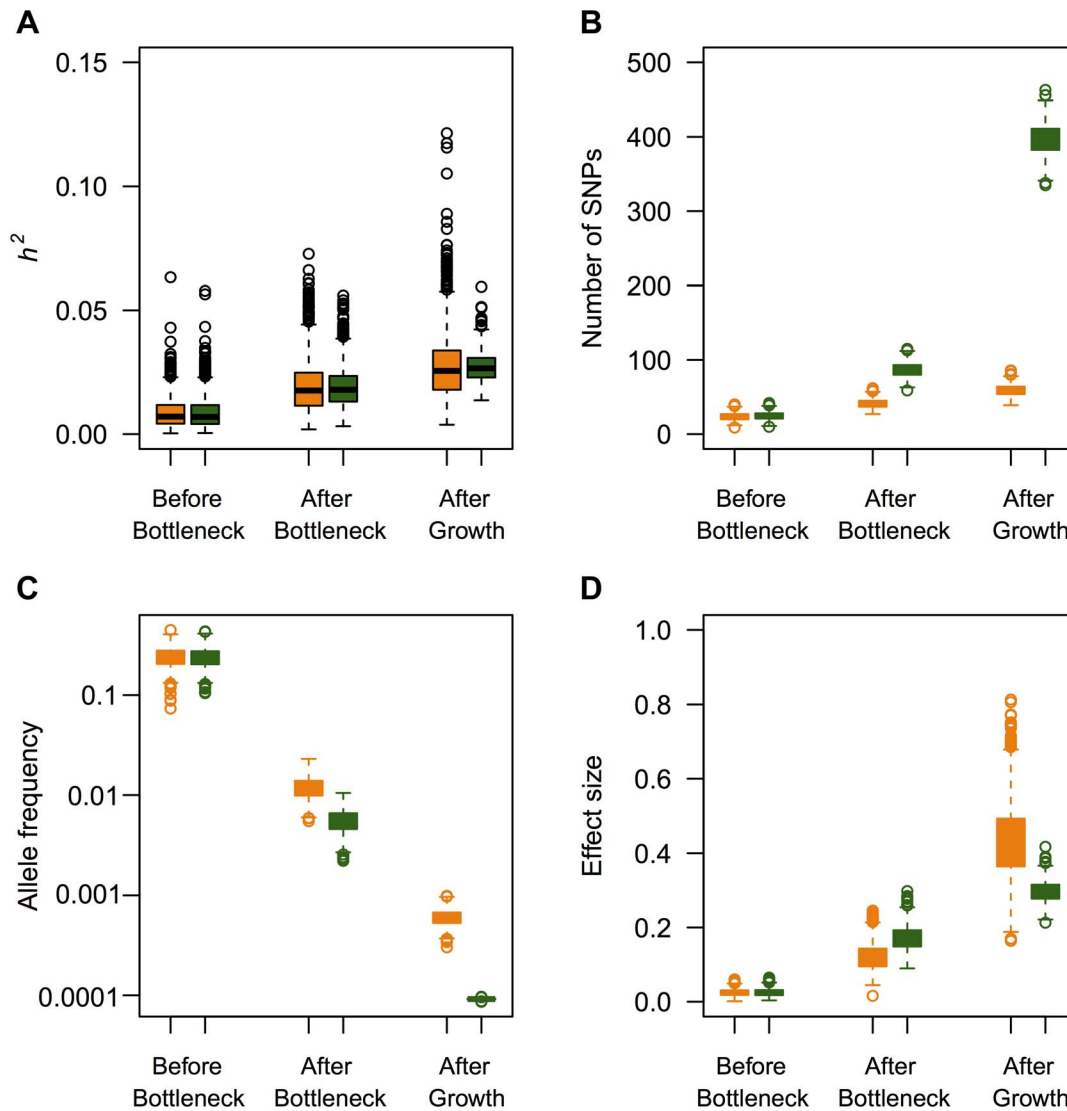 A
0.15
0.10
0.05
0.00
h²
Before
Bottleneck
After
Bottleneck
After
Growth
B
500
400
300
200
100
0
Number of SNPs
Before
Bottleneck
After
Bottleneck
After
Growth
C
0.1
0.01
0.001
0.0001
Allele frequency
Before
Bottleneck
After
Bottleneck
After
Growth
D
1.0
0.8
0.6
0.4
0.2
0.0
Effect size
Before
Bottleneck
After
Bottleneck
After
Growth